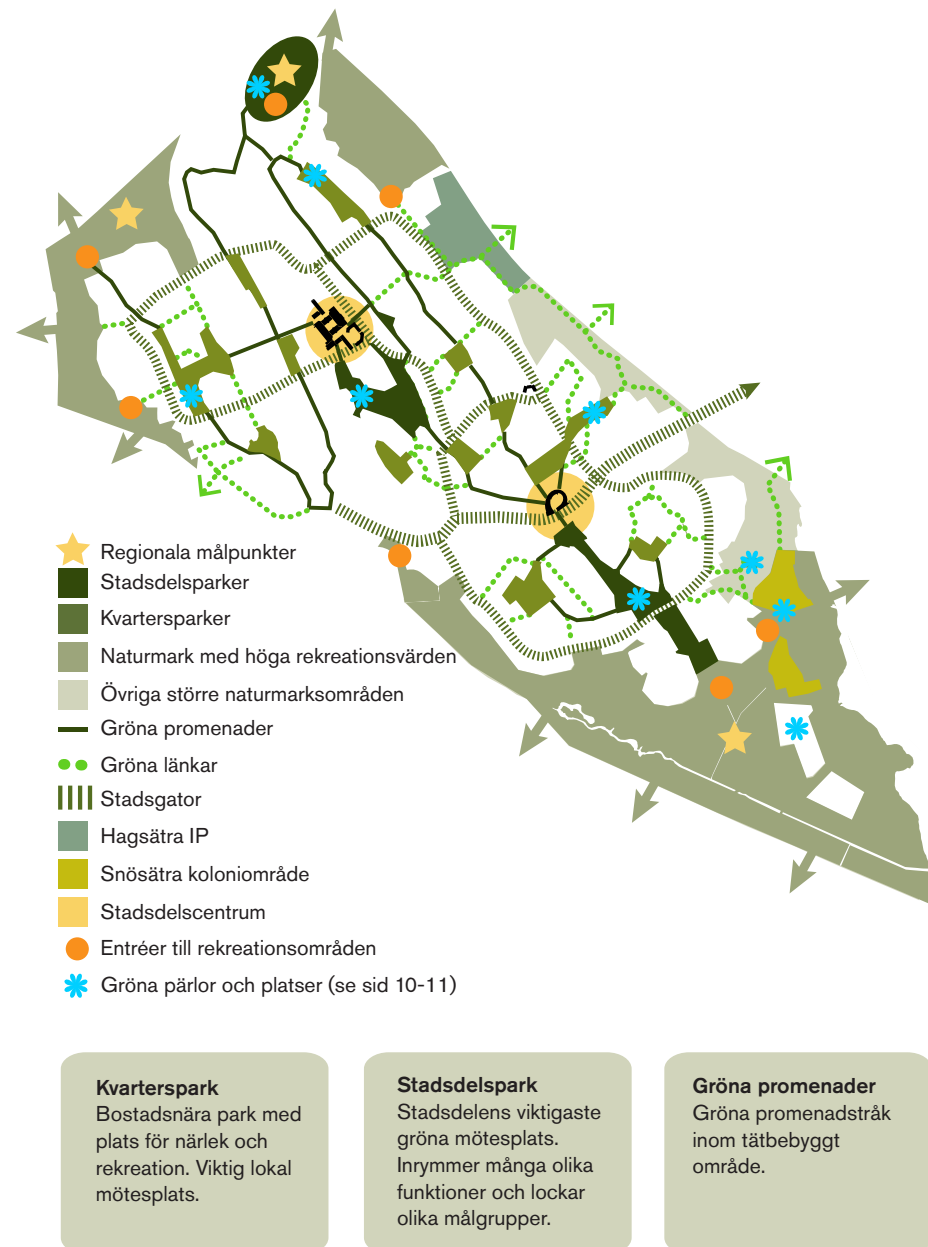 Regionala målpunkter
Stadsdelsparker
Kvartersparker
Naturmark med höga rekreationsvärden
Övriga större naturmarksområden
Gröna promenader
Gröna länkar
Stadsgator
Hagsätra IP
Snösätra koloniområde
Stadsdelscentrum
Entréer till rekreationsområden
Gröna pärlor och platser (se sid 10-11)
Kvarterspark
Bostadsnära park med
plats för närlek och
rekreation. Viktig lokal
mötesplats.
Stadsdelspark
Stadsdelens viktigaste
gröna mötesplats.
Inrymmer många olika
funktioner och lockar
olika målgrupper.
Gröna promenader
Gröna promenadstråk
inom tätbebyggt
område.